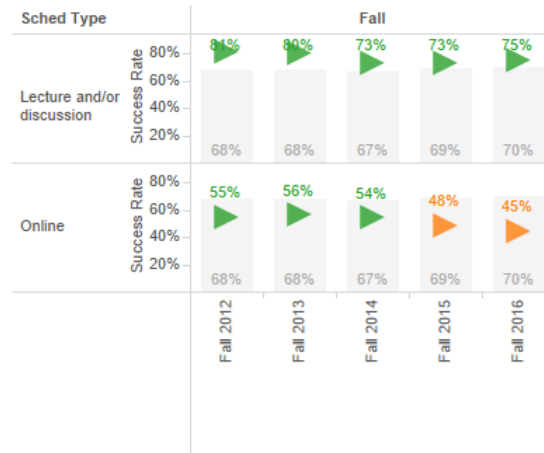 Sched Type
Fall
Lecture and/or
discussion
Success Rate
80%
60%
40%
20%
81% 80% 73% 73% 75%
68% 68% 67% 69% 70%
Online
Success Rate
80%
60%
40%
20%
55% 56% 54% 48% 45%
68% 68% 67% 69% 70%
Fall 2012
Fall 2013
Fall 2014
Fall 2015
Fall 2016